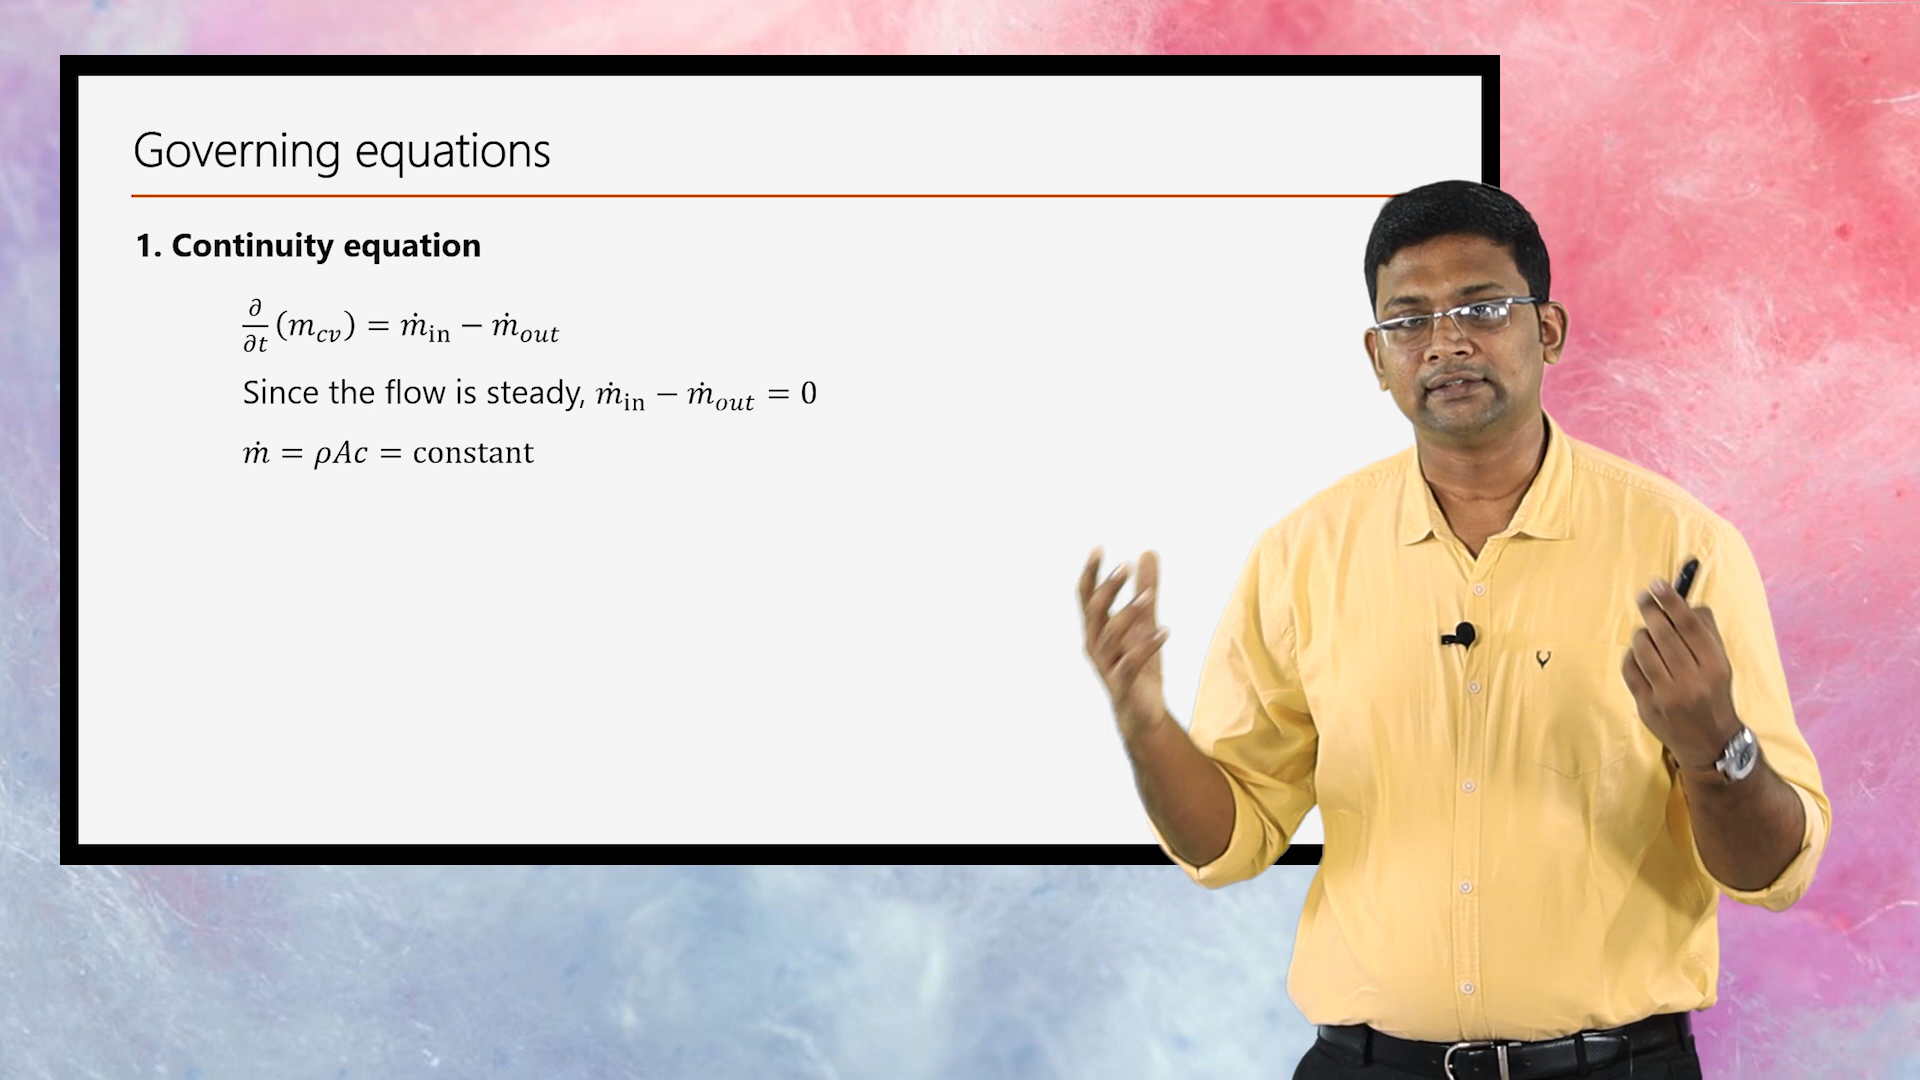 Governing equations
1. Continuity equation
∂/∂t (m_cv) = ṁ_in − ṁ_out
Since the flow is steady, ṁ_in − ṁ_out = 0
ṁ = ρAc = constant